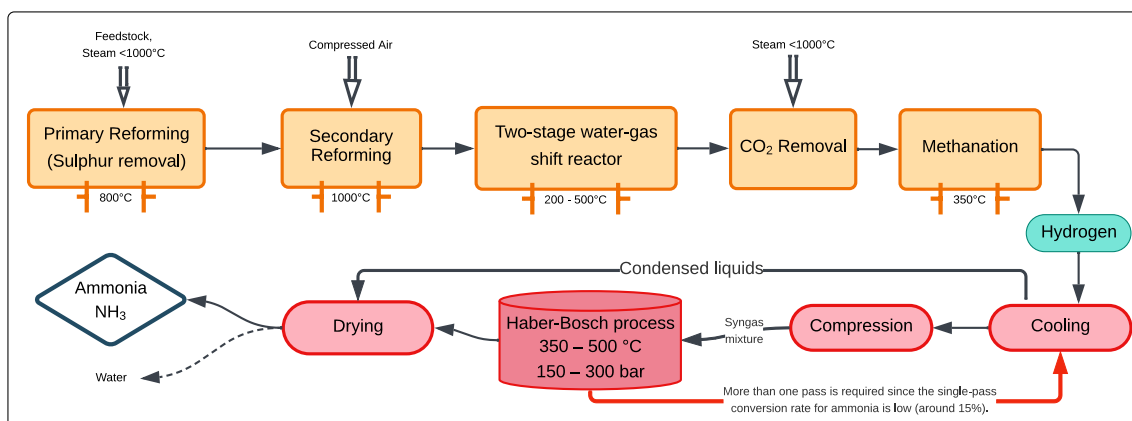 Feedstock,
Steam <1000°C
Compressed Air
Steam <1000°C
Primary Reforming
(Sulphur removal)
Secondary
Reforming
Two-stage water-gas
shift reactor
CO₂ Removal
Methanation
800°C
1000°C
200 - 500°C
350°C
Hydrogen
Condensed liquids
Ammonia
NH₃
Drying
Haber-Bosch process
350 – 500 °C
150 – 300 bar
Syngas
mixture
Compression
Cooling
Water
More than one pass is required since the single-pass
conversion rate for ammonia is low (around 15%).